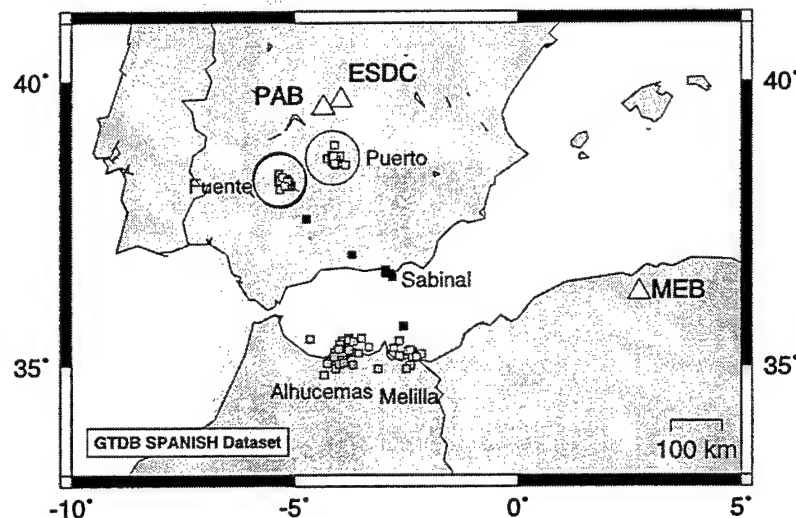 40°
40°
ESDC
PAB
Puerto
Fuente
Sabinal
MEB
35°
35°
Alhucemas
Melilla
GTDB SPANISH Dataset
100 km
-10°
-5°
0°
5°